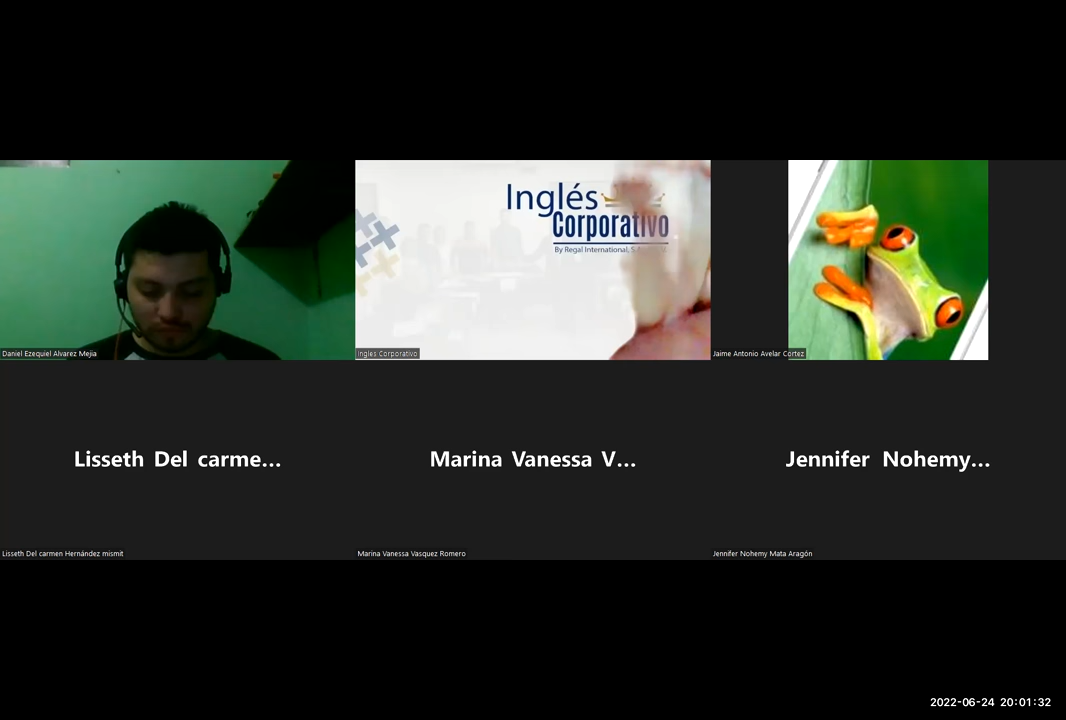 Inglés
Corporativo
By Regal International, S.
Daniel Ezequiel Alvarez Mejia
Inglés Corporativo
Jaime Antonio Avelar Cortez
Lisseth Del carme...
Marina Vanessa V...
Jennifer Nohemy...
Lisseth Del carmen Hernández mismit
Marina Vanessa Vasquez Romero
Jennifer Nohemy Mata Aragón
2022-06-24 20:01:32